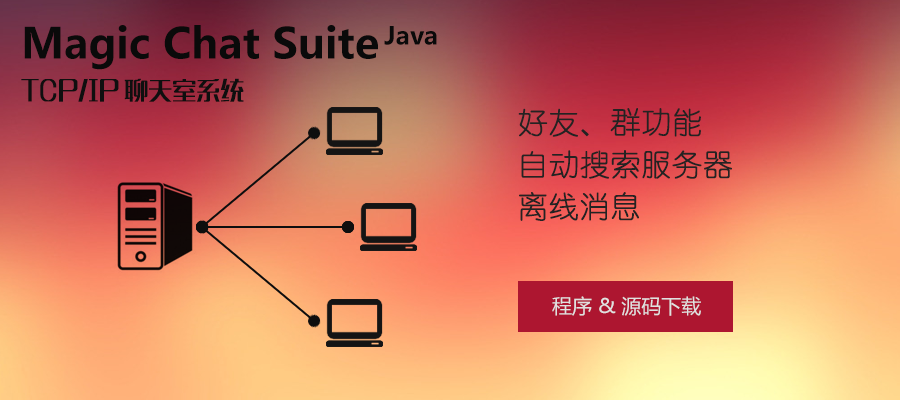 Magic Chat Suite Java
TCP/IP 聊天室系统
好友、群功能
自动搜索服务器
离线消息
程序 & 源码下载